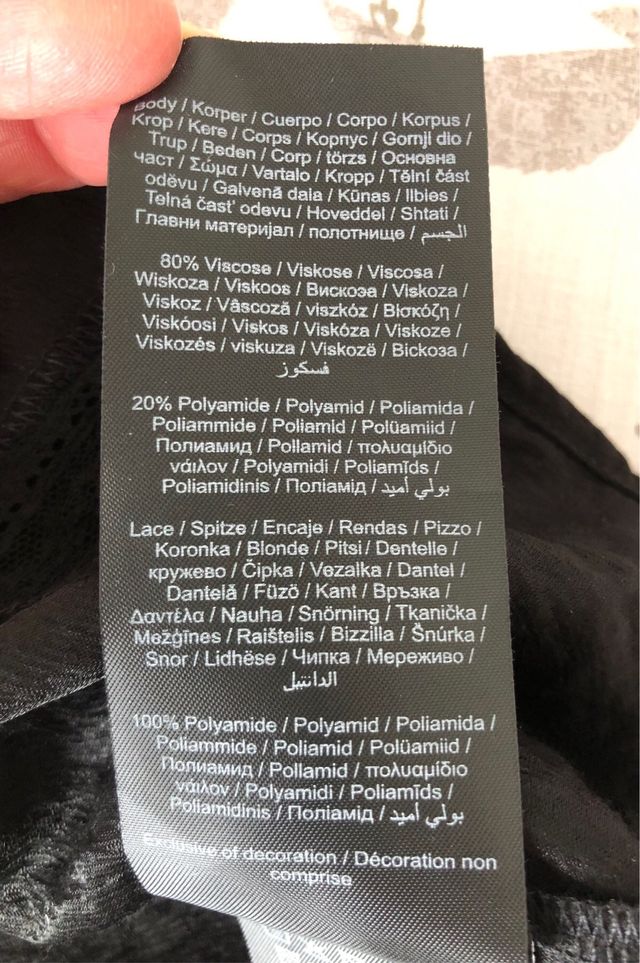 Body / Korper / Cuerpo / Corpo / Korpus /
Krop / Kere / Corps / Корпус / Gornji dio /
Trup / Beden / Corp / törzs / Основна
част / Σώμα / Vartalo / Kropp / Tělní část
oděvu / Galvenā daia / Kūnas / Ilbies /
Telná časť odevu / Hoveddel / Shtati /
Главни материјал / полотнище / الجسم
80% Viscose / Viskose / Viscosa /
Wiskoza / Viskoos / Вискоза / Viskoza /
Viskoz / Vâscoză / viszkóz / Βισκόζη /
Viskóosi / Viskos / Viskóza / Viskoze /
Viskozés / viskuza / Viskozë / Віскоза /
فسكوز
20% Polyamide / Polyamid / Poliamida /
Poliammide / Poliamid / Polüamiid /
Полиамид / Pollamid / πολυαμίδιο
νάιλον / Polyamidi / Poliamīds /
Poliamidinis / Поліамід / بولي أميد
Lace / Spitze / Encaje / Rendas / Pizzo /
Koronka / Blonde / Pitsi / Dentelle /
кружево / Čipka / Vezalka / Dantel /
Dantelă / Füzö / Kant / Връзка /
Δαντέλα / Nauha / Snörning / Tkanička /
Mežģīnes / Raištelis / Bizzilla / Šnúrka /
Snor / Lidhëse / Чипка / Мереживо /
الدانتيل
100% Polyamide / Polyamid / Poliamida /
Poliammide / Poliamid / Polüamiid /
Полиамид / Pollamid / πολυαμίδιο
νάιλον / Polyamidi / Poliamīds /
Poliamidinis / Поліамід / بولي أميد
Exclusive of decoration / Décoration non
comprise